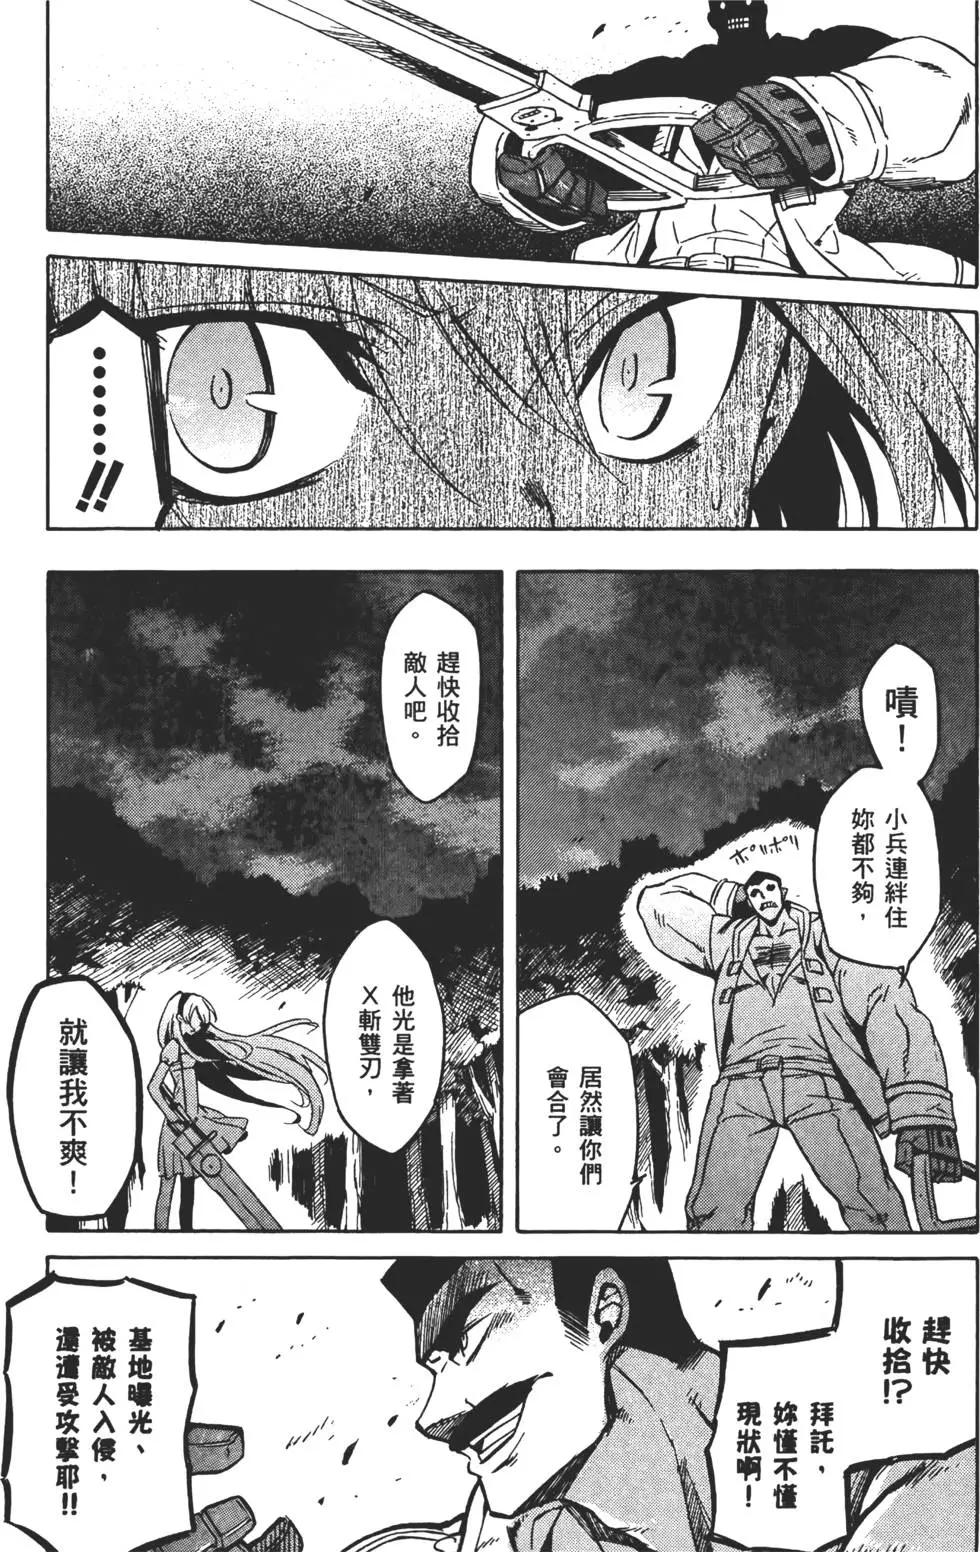 ⋯⋯!!
嘖！
小兵連絆住
妳都不夠，
ポリポリ
居然讓你們
會合了。
趕快收拾
敵人吧。
他光是拿著
X斬雙刃，
就讓我不爽！
趕快
收拾!?
拜託，
妳懂不懂
現狀啊！
基地曝光、
被敵人入侵，
還遭受攻擊耶!!